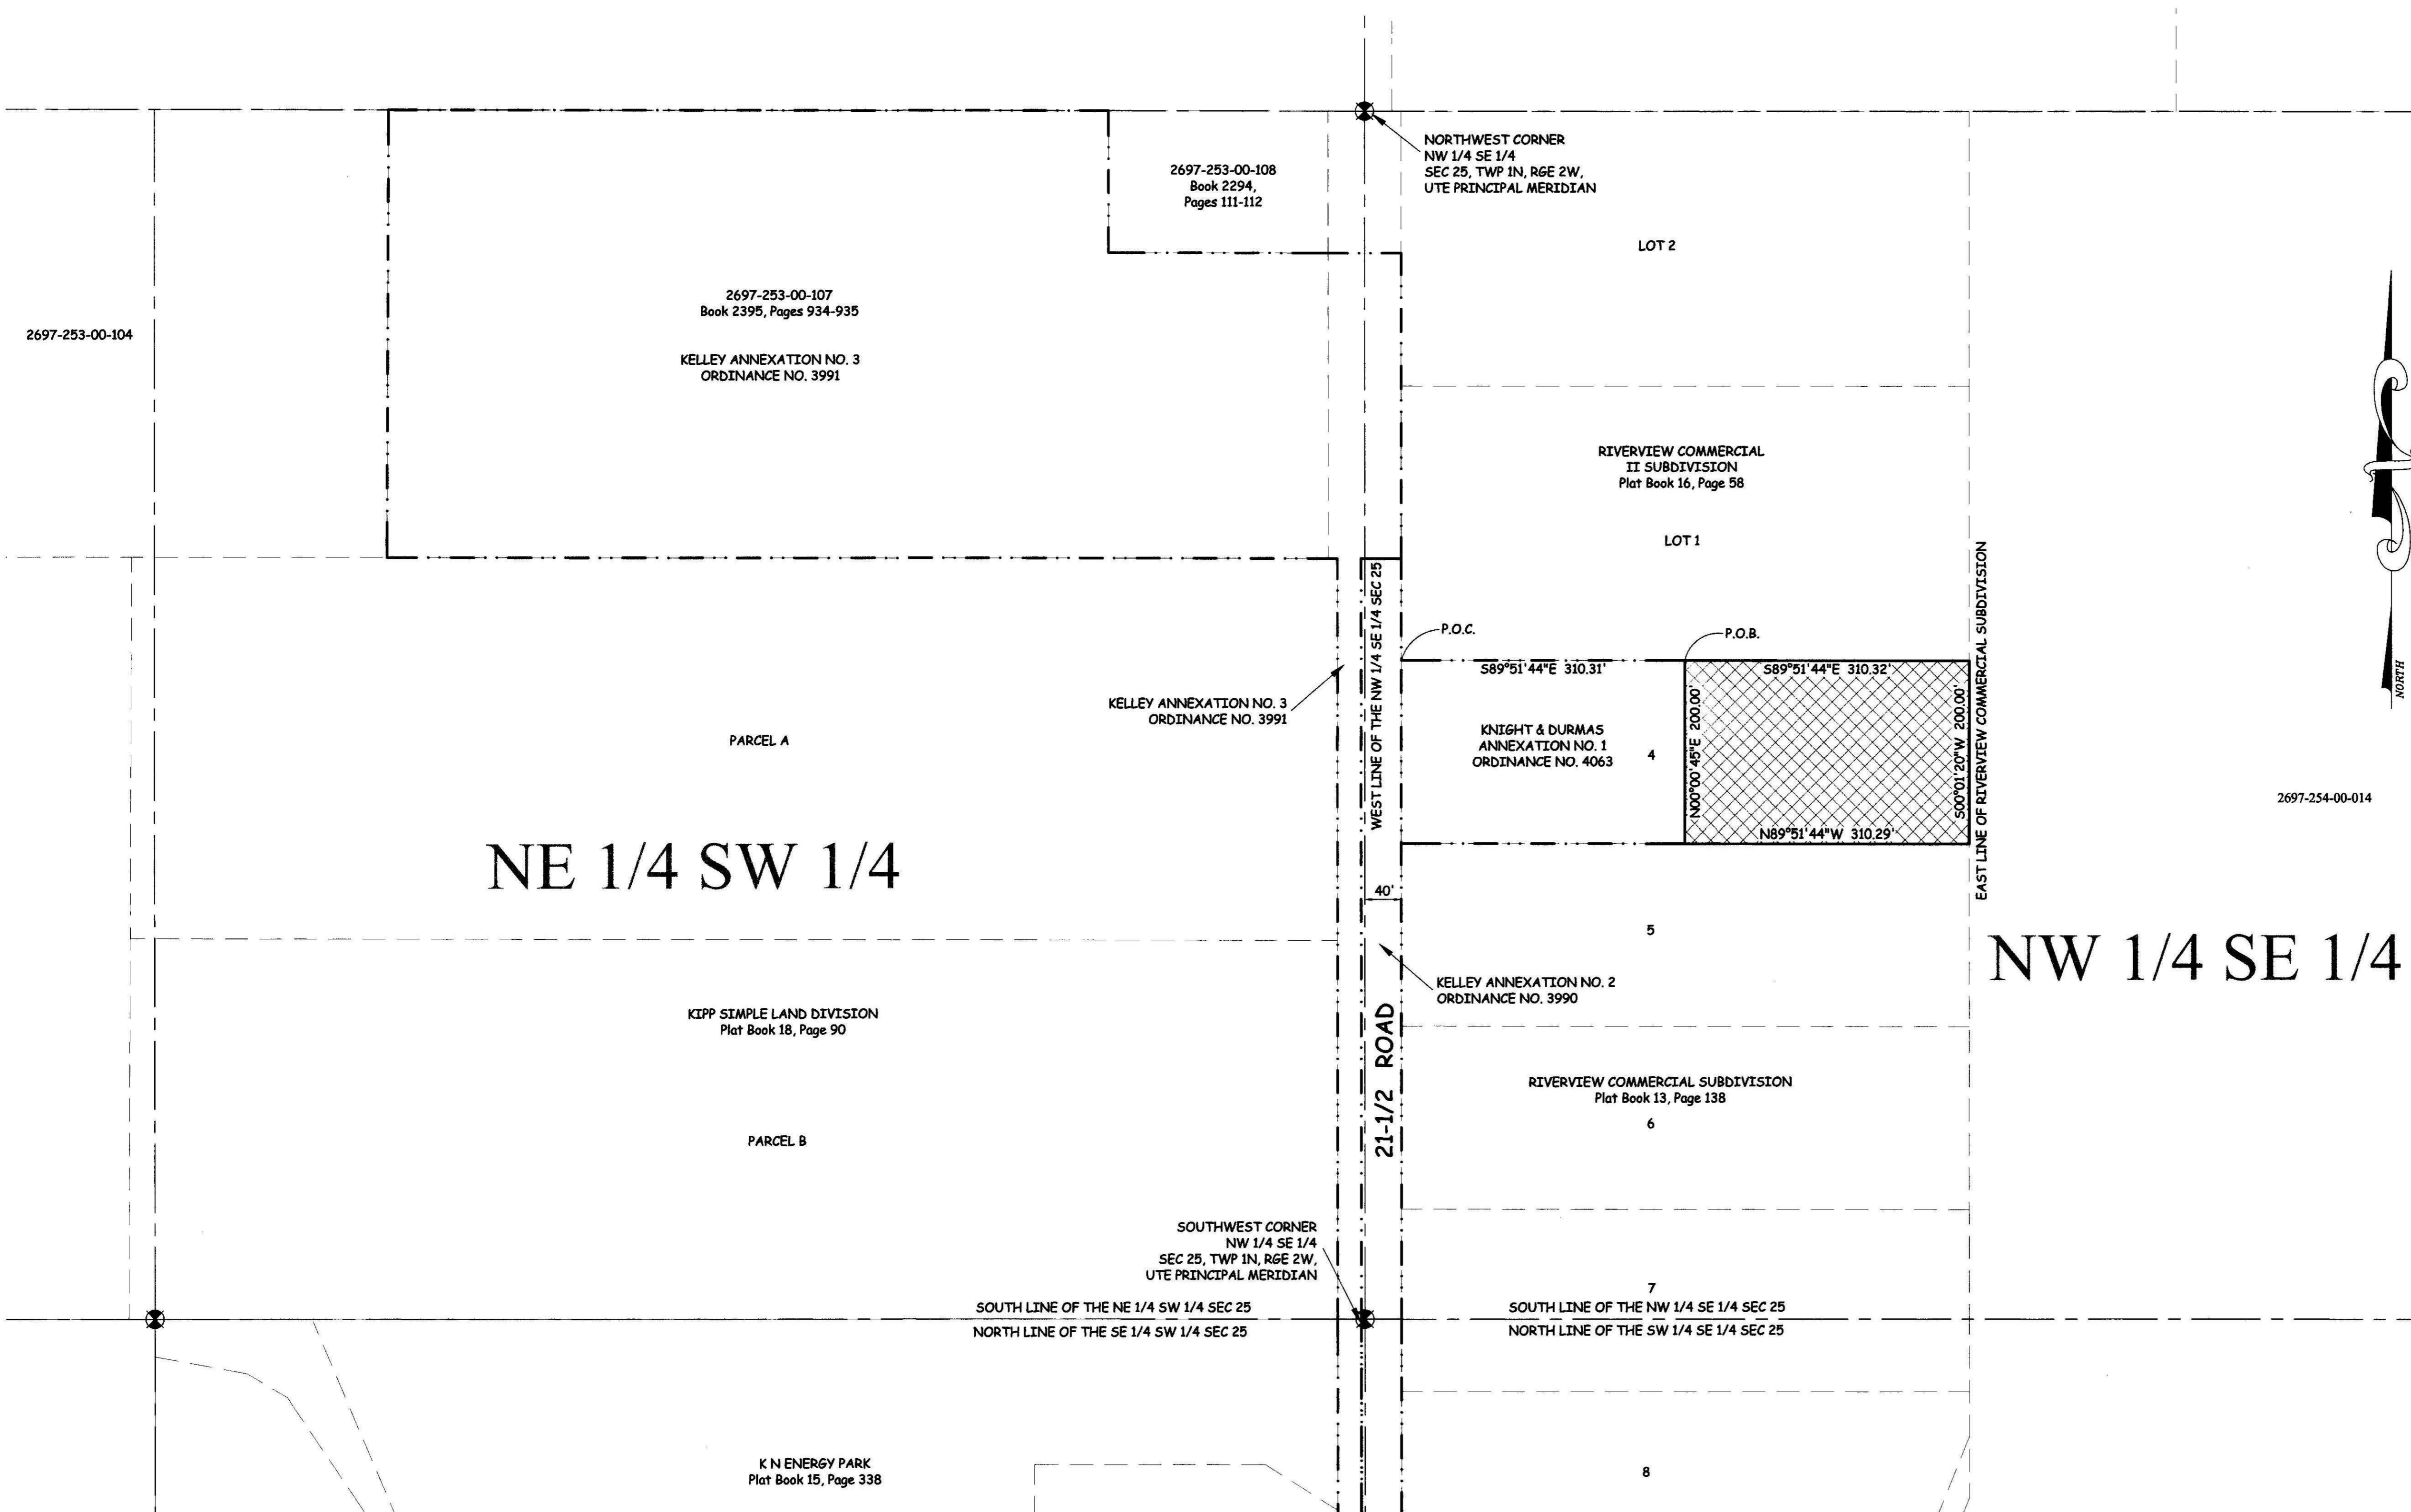 NORTHWEST CORNER
NW 1/4 SE 1/4
SEC 25, TWP 1N, RGE 2W,
UTE PRINCIPAL MERIDIAN
2697-253-00-108
Book 2294,
Pages 111-112
LOT 2
2697-253-00-107
Book 2395, Pages 934-935
KELLEY ANNEXATION NO. 3
ORDINANCE NO. 3991
2697-253-00-104
RIVERVIEW COMMERCIAL
II SUBDIVISION
Plat Book 16, Page 58
LOT 1
WEST LINE OF THE NW 1/4 SE 1/4 SEC 25
EAST LINE OF RIVERVIEW COMMERCIAL SUBDIVISION
NORTH
P.O.C.
P.O.B.
S89°51'44"E 310.31'
S89°51'44"E 310.32'
KELLEY ANNEXATION NO. 3
ORDINANCE NO. 3991
PARCEL A
KNIGHT & DURMAS
ANNEXATION NO. 1
ORDINANCE NO. 4063
4
N00°00'45"E 200.00'
S00°01'20"W 200.00'
N89°51'44"W 310.29'
2697-254-00-014
NE 1/4 SW 1/4
40'
5
NW 1/4 SE 1/4
KELLEY ANNEXATION NO. 2
ORDINANCE NO. 3990
KIPP SIMPLE LAND DIVISION
Plat Book 18, Page 90
21-1/2 ROAD
RIVERVIEW COMMERCIAL SUBDIVISION
Plat Book 13, Page 138
6
PARCEL B
SOUTHWEST CORNER
NW 1/4 SE 1/4
SEC 25, TWP 1N, RGE 2W,
UTE PRINCIPAL MERIDIAN
7
SOUTH LINE OF THE NE 1/4 SW 1/4 SEC 25
NORTH LINE OF THE SE 1/4 SW 1/4 SEC 25
SOUTH LINE OF THE NW 1/4 SE 1/4 SEC 25
NORTH LINE OF THE SW 1/4 SE 1/4 SEC 25
K N ENERGY PARK
Plat Book 15, Page 338
8